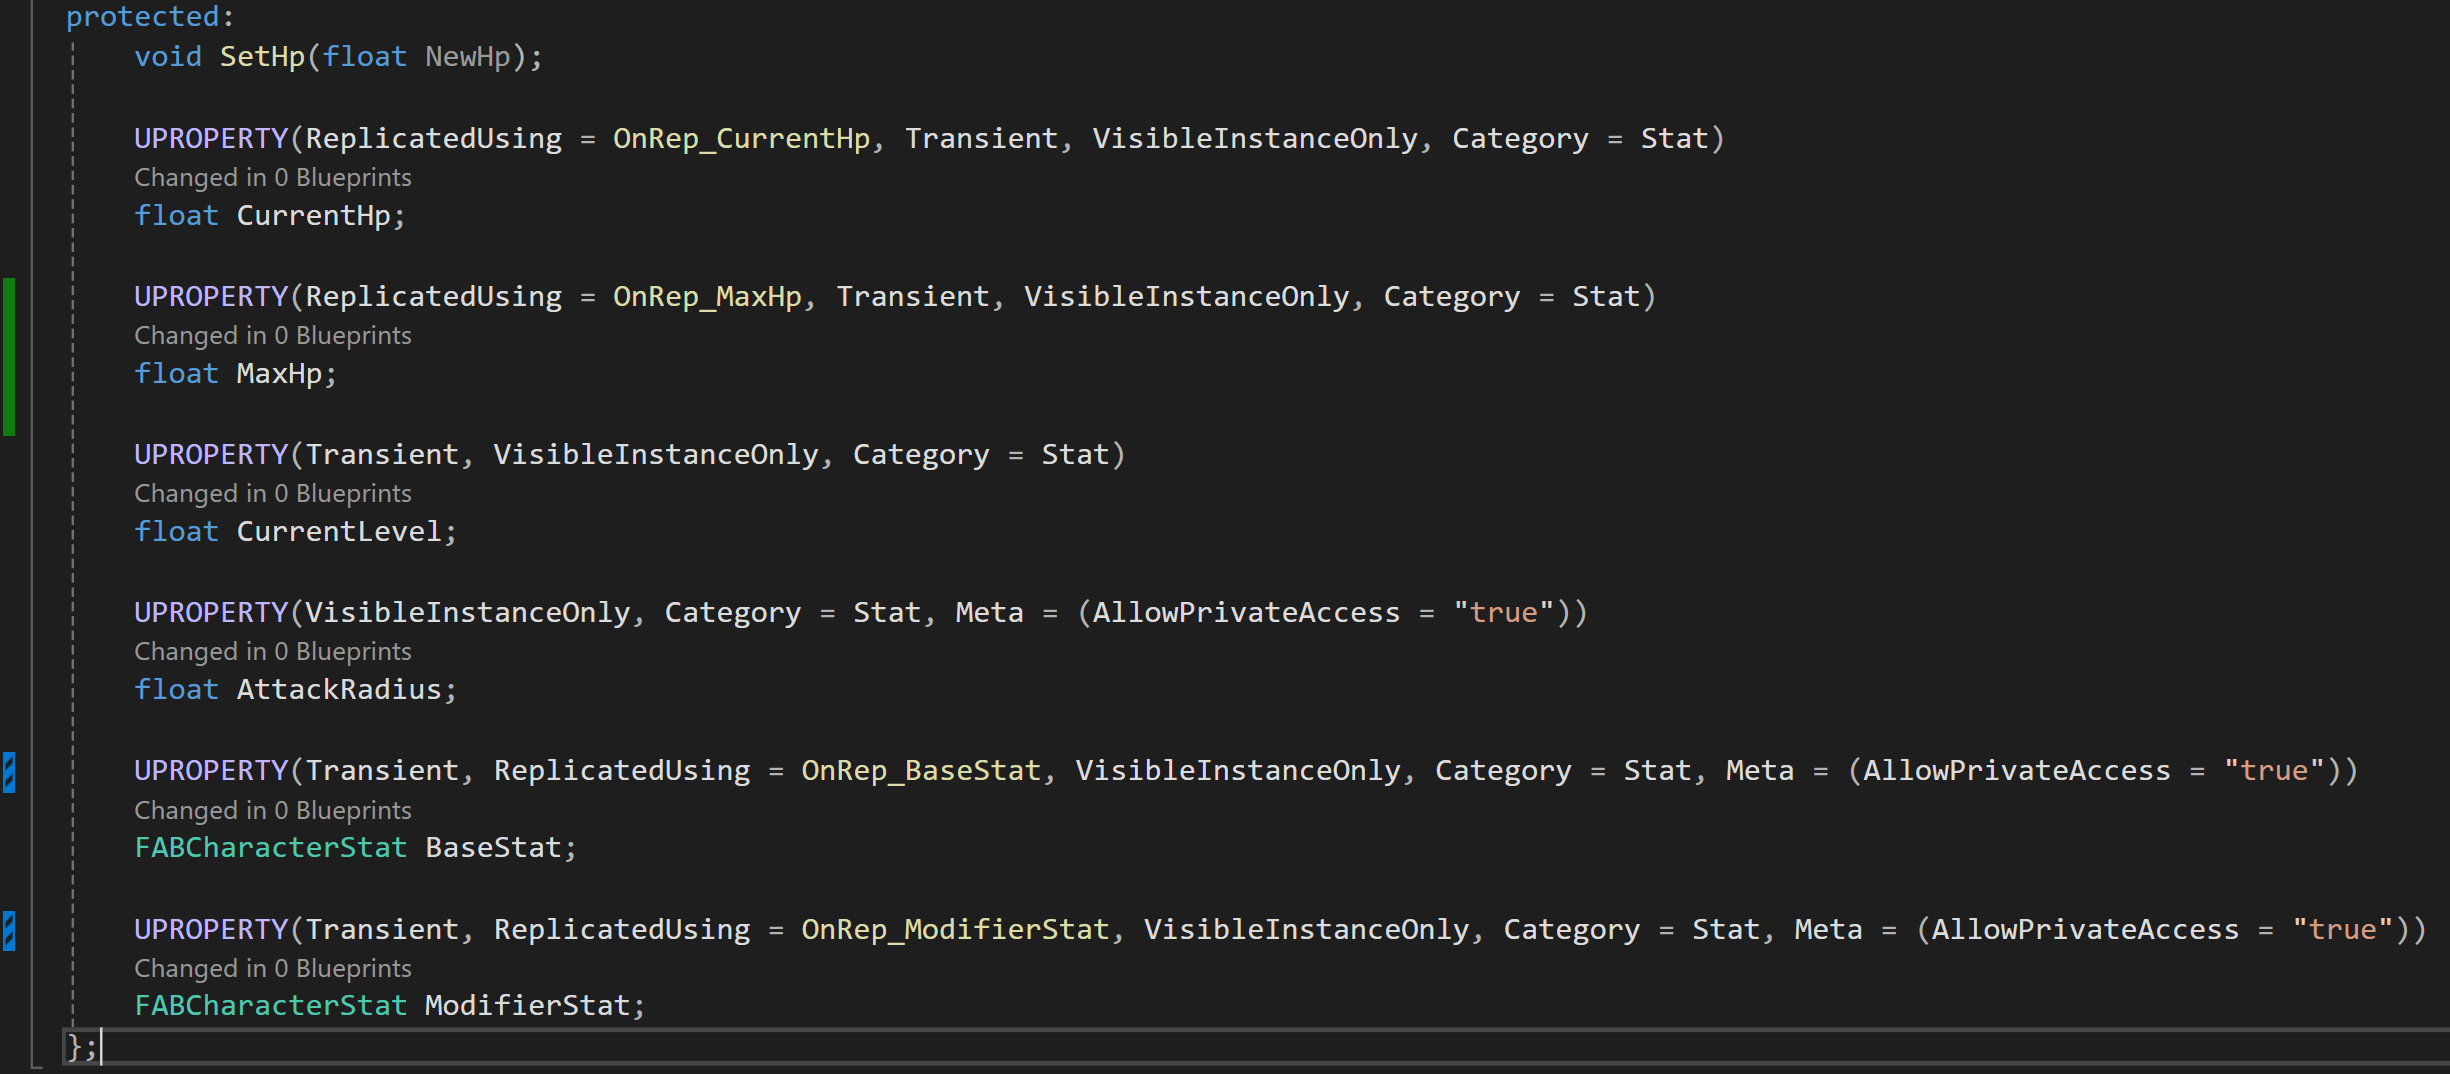 protected:
void SetHp(float NewHp);
UPROPERTY(ReplicatedUsing = OnRep_CurrentHp, Transient, VisibleInstanceOnly, Category = Stat)
Changed in 0 Blueprints
float CurrentHp;
UPROPERTY(ReplicatedUsing = OnRep_MaxHp, Transient, VisibleInstanceOnly, Category = Stat)
Changed in 0 Blueprints
float MaxHp;
UPROPERTY(Transient, VisibleInstanceOnly, Category = Stat)
Changed in 0 Blueprints
float CurrentLevel;
UPROPERTY(VisibleInstanceOnly, Category = Stat, Meta = (AllowPrivateAccess = "true"))
Changed in 0 Blueprints
float AttackRadius;
UPROPERTY(Transient, ReplicatedUsing = OnRep_BaseStat, VisibleInstanceOnly, Category = Stat, Meta = (AllowPrivateAccess = "true"))
Changed in 0 Blueprints
FABCharacterStat BaseStat;
UPROPERTY(Transient, ReplicatedUsing = OnRep_ModifierStat, VisibleInstanceOnly, Category = Stat, Meta = (AllowPrivateAccess = "true"))
Changed in 0 Blueprints
FABCharacterStat ModifierStat;
};